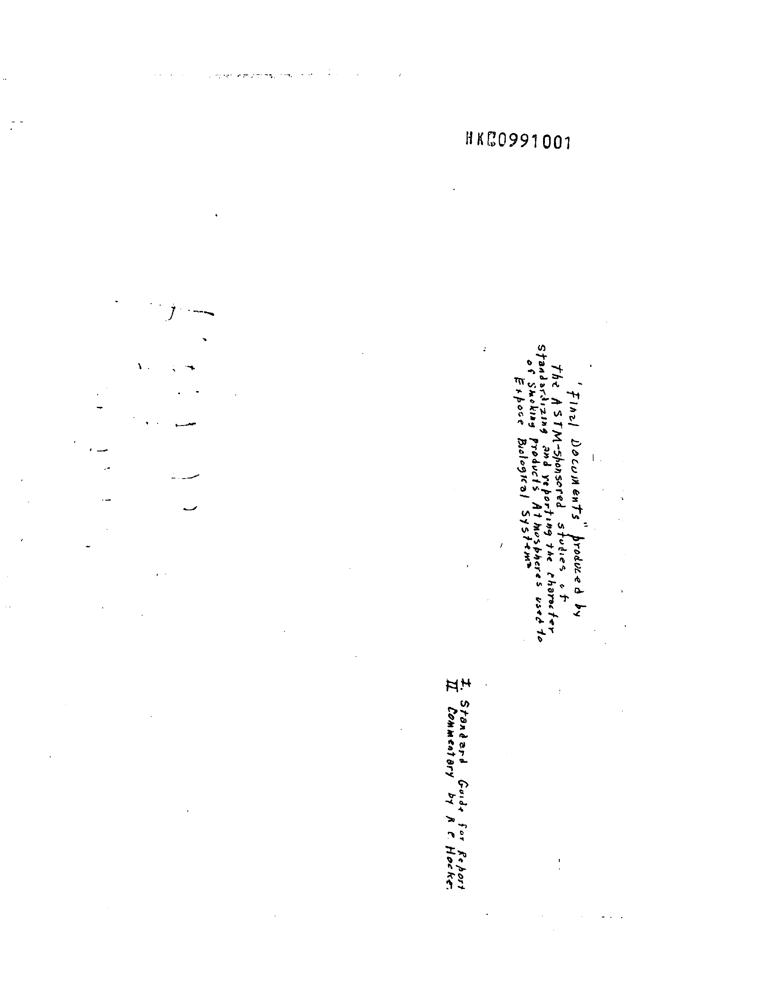 HKC0991001
'Final Documents" produced by
the ASTM-sponsored studies of
standardizing and reporting the character
of Smoking Products Atmospheres used to
Expose Biological Systems
I. Standard Guide for Report
II Commentary by R E Hocke.